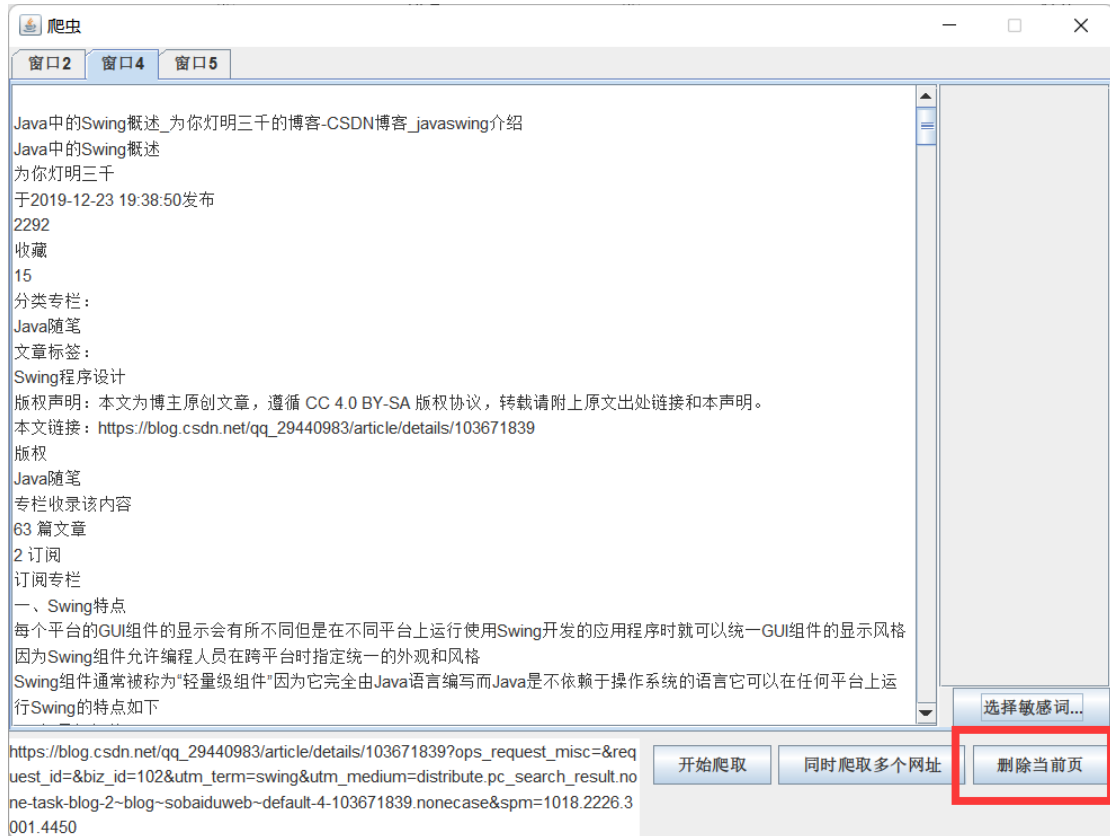 爬虫
窗口2 窗口4 窗口5
Java中的Swing概述_为你灯明三千的博客-CSDN博客_javaswing介绍
Java中的Swing概述
为你灯明三千
于2019-12-23 19:38:50发布
2292
收藏
15
分类专栏：
Java随笔
文章标签：
Swing程序设计
版权声明：本文为博主原创文章，遵循 CC 4.0 BY-SA 版权协议，转载请附上原文出处链接和本声明。
本文链接：https://blog.csdn.net/qq_29440983/article/details/103671839
版权
Java随笔
专栏收录该内容
63 篇文章
2 订阅
订阅专栏
一、Swing特点
每个平台的GUI组件的显示会有所不同但是在不同平台上运行使用Swing开发的应用程序时就可以统一GUI组件的显示风格
因为Swing组件允许编程人员在跨平台时指定统一的外观和风格
Swing组件通常被称为“轻量级组件”因为它完全由Java语言编写而Java是不依赖于操作系统的语言它可以在任何平台上运
行Swing的特点如下
选择敏感词...
https://blog.csdn.net/qq_29440983/article/details/103671839?ops_request_misc=&req
uest_id=&biz_id=102&utm_term=swing&utm_medium=distribute.pc_search_result.no
ne-task-blog-2~blog~sobaiduweb~default-4-103671839.nonecase&spm=1018.2226.3
001.4450
开始爬取 同时爬取多个网址 删除当前页